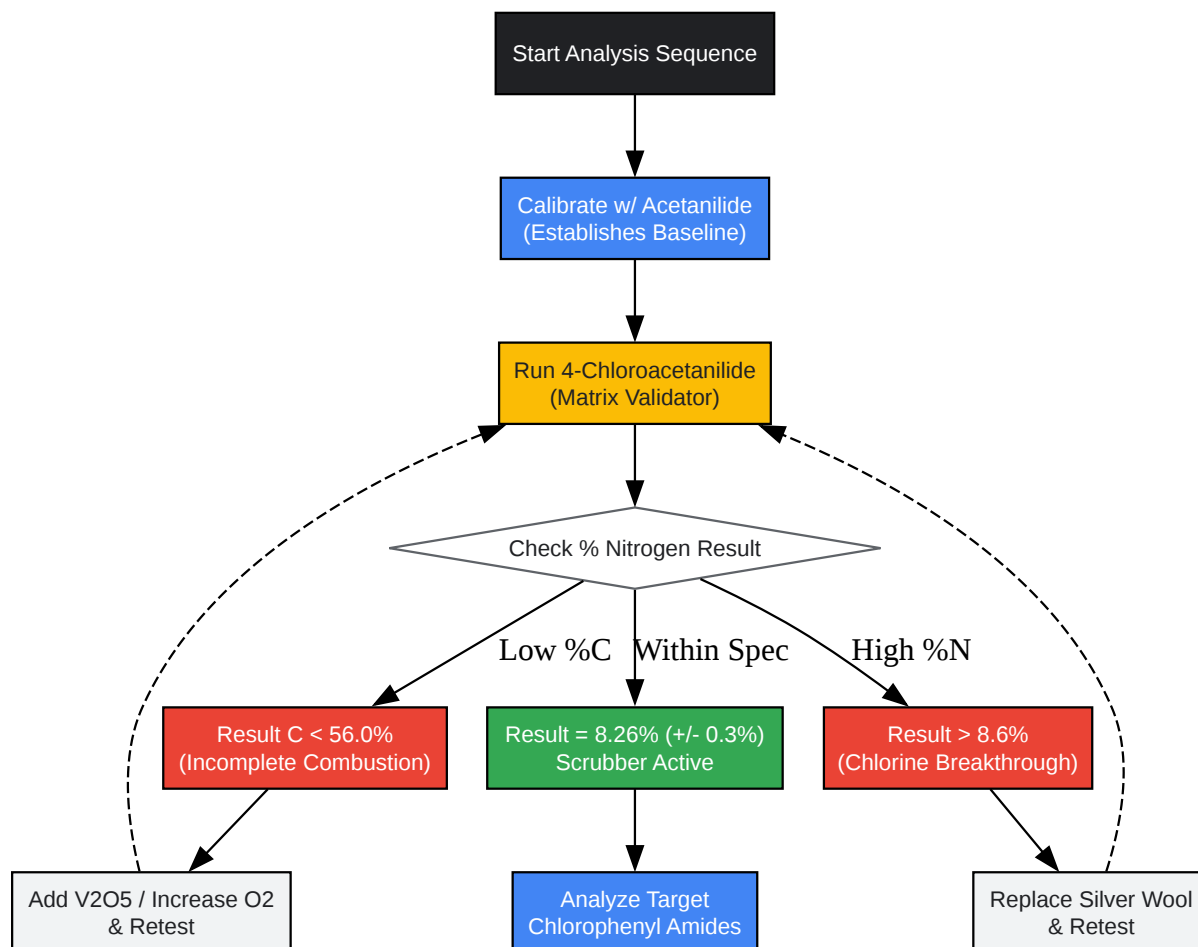 Start Analysis Sequence
Calibrate w/ Acetanilide
(Establishes Baseline)
Run 4-Chloroacetanilide
(Matrix Validator)
Check % Nitrogen Result
Low %C
Within Spec
High %N
Result C < 56.0%
(Incomplete Combustion)
Result = 8.26% (+/- 0.3%)
Scrubber Active
Result > 8.6%
(Chlorine Breakthrough)
Add V2O5 / Increase O2
& Retest
Analyze Target
Chlorophenyl Amides
Replace Silver Wool
& Retest